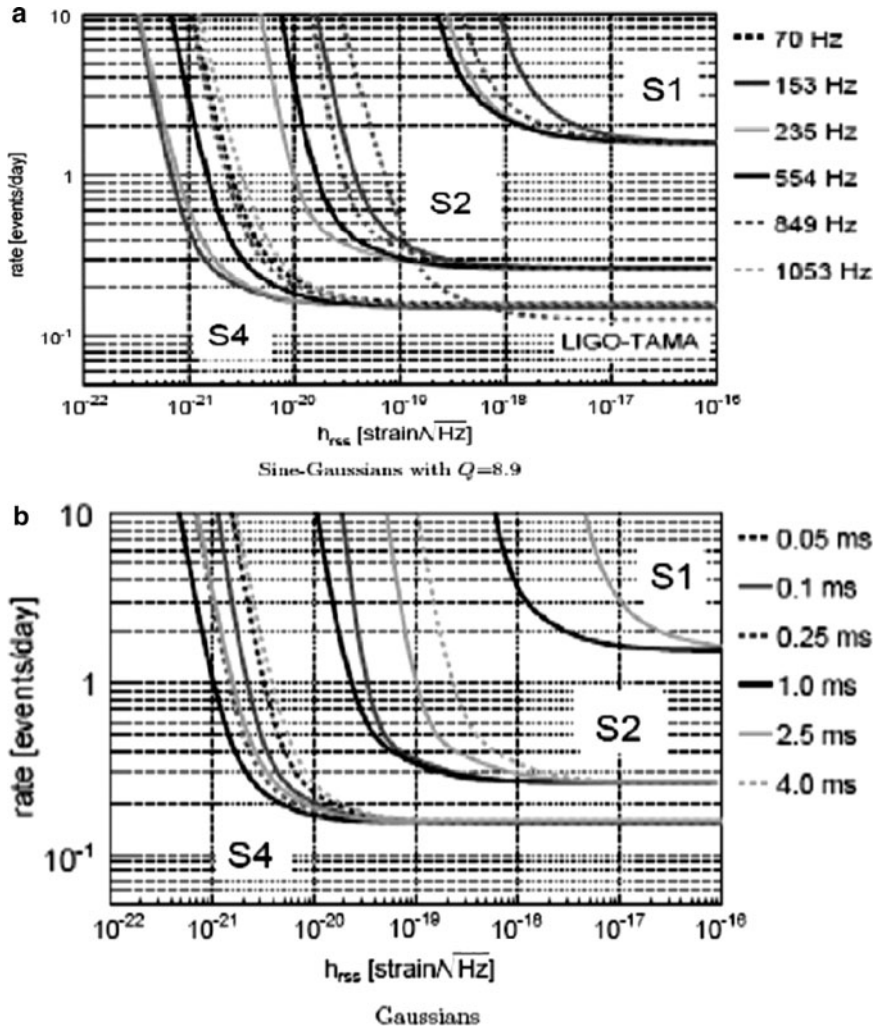 a
10
1
10-1
rate [events/day]
S1
S2
S4
LIGO-TAMA
70 Hz
153 Hz
235 Hz
554 Hz
849 Hz
1053 Hz
10-22 10-21 10-20 10-19 10-18 10-17 10-16
hrss [strain/√Hz]
Sine-Gaussians with Q=8.9
b
10
1
10-1
rate [events/day]
S1
S2
S4
0.05 ms
0.1 ms
0.25 ms
1.0 ms
2.5 ms
4.0 ms
10-22 10-21 10-20 10-19 10-18 10-17 10-16
hrss [strain/√Hz]
Gaussians